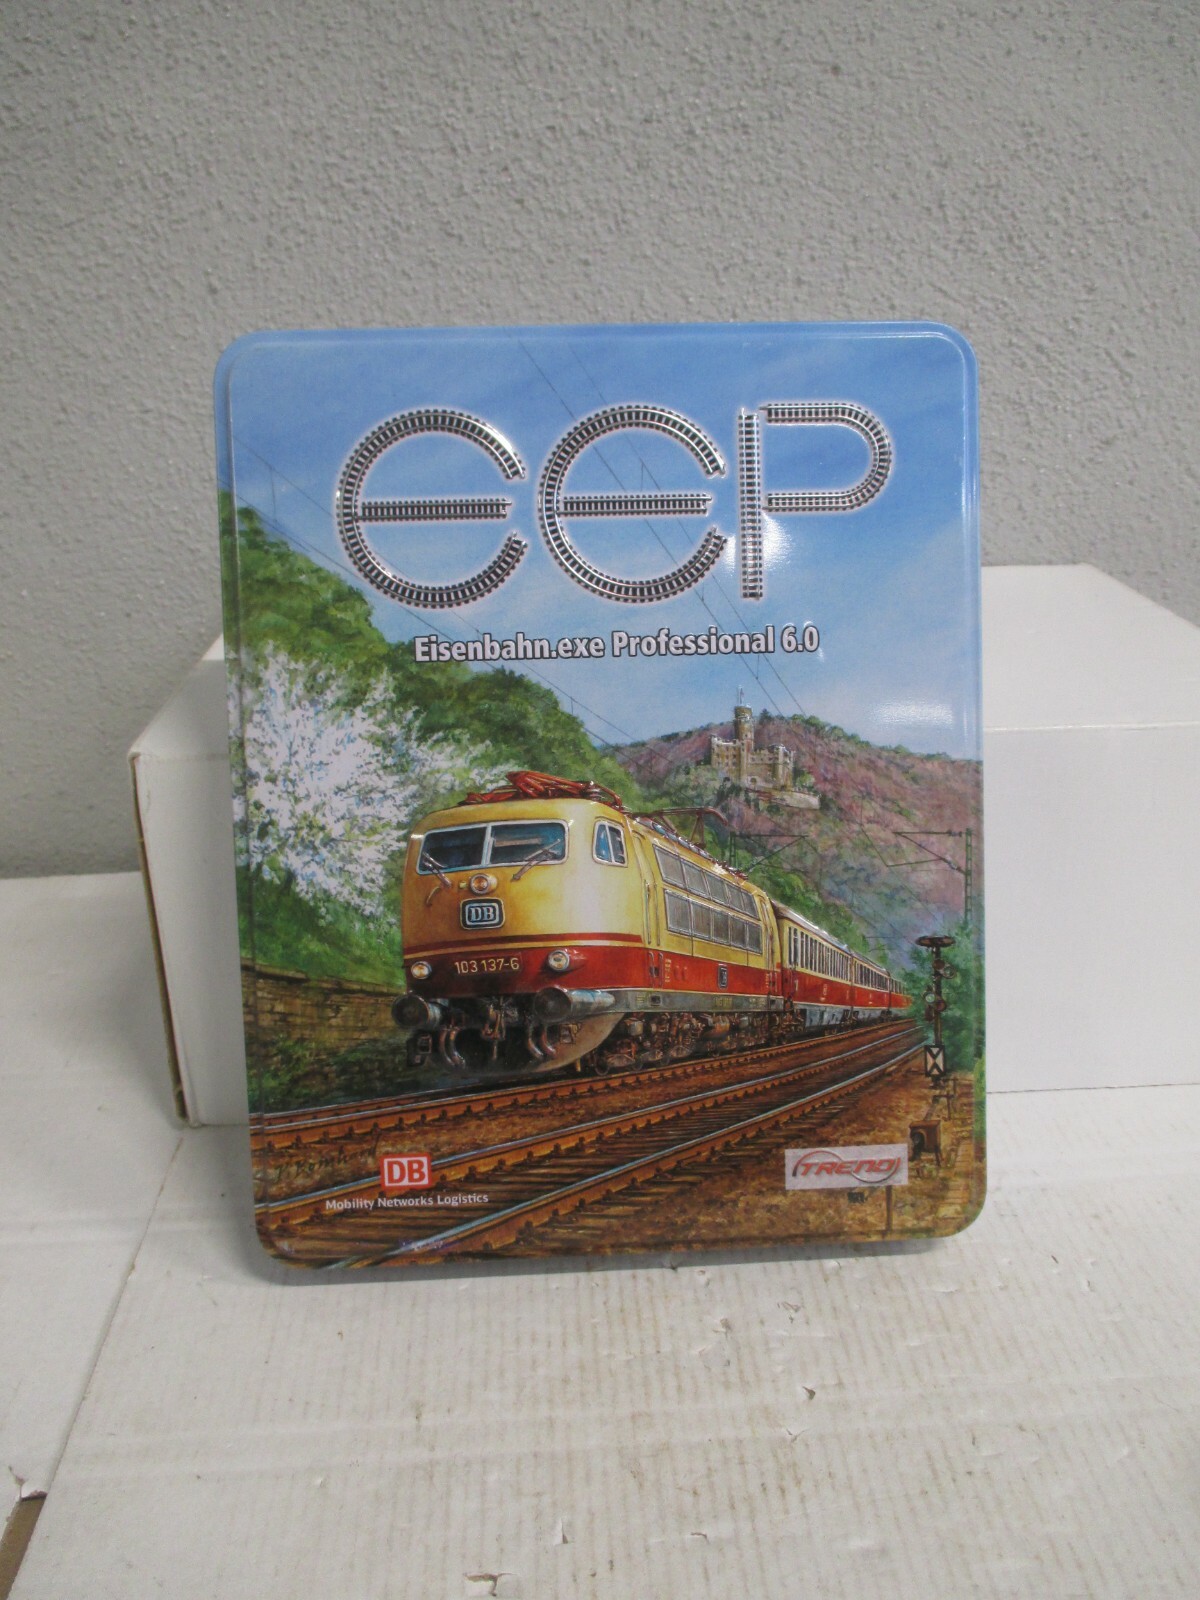 eep
Eisenbahn.exe Professional 6.0
DB
103 137-6
DB
Mobility Networks Logistics
TREND